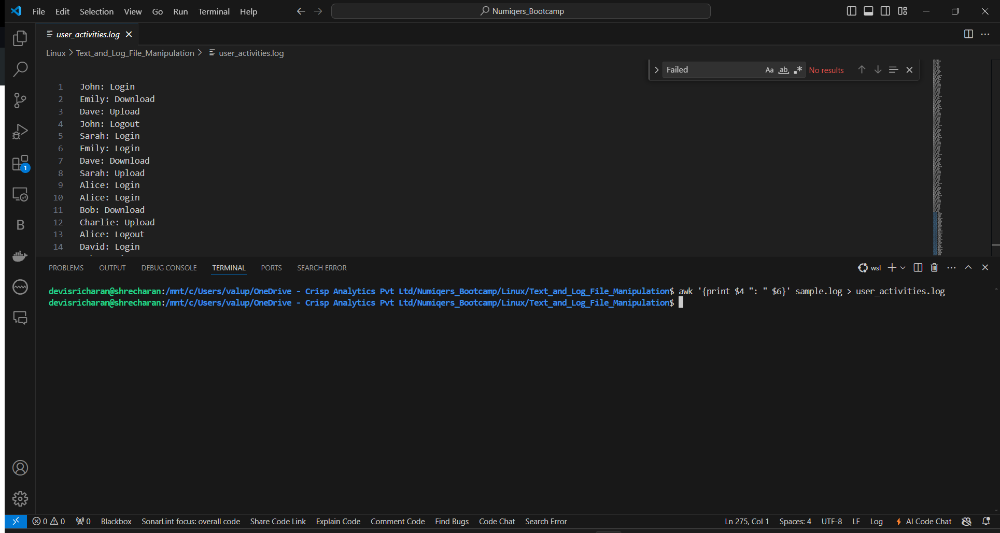 File Edit Selection View Go Run Terminal Help Numiqers_Bootcamp
user_activities.log
Linux > Text_and_Log_File_Manipulation > user_activities.log
Failed Aa ab No results
1 John: Login
2 Emily: Download
3 Dave: Upload
4 John: Logout
5 Sarah: Login
6 Emily: Login
7 Dave: Download
8 Sarah: Upload
9 Alice: Login
10 Alice: Login
11 Bob: Download
12 Charlie: Upload
13 Alice: Logout
14 David: Login
1
B
PROBLEMS OUTPUT DEBUG CONSOLE TERMINAL PORTS SEARCH ERROR wsl
devisricharan@shrecharan:/mnt/c/Users/valup/OneDrive - Crisp Analytics Pvt Ltd/Numiqers_Bootcamp/Linux/Text_and_Log_File_Manipulation$ awk '{print $4 ": " $6}' sample.log > user_activities.log
devisricharan@shrecharan:/mnt/c/Users/valup/OneDrive - Crisp Analytics Pvt Ltd/Numiqers_Bootcamp/Linux/Text_and_Log_File_Manipulation$
0 0 0 Blackbox SonarLint focus: overall code Share Code Link Explain Code Comment Code Find Bugs Code Chat Search Error Ln 275, Col 1 Spaces: 4 UTF-8 LF Log AI Code Chat